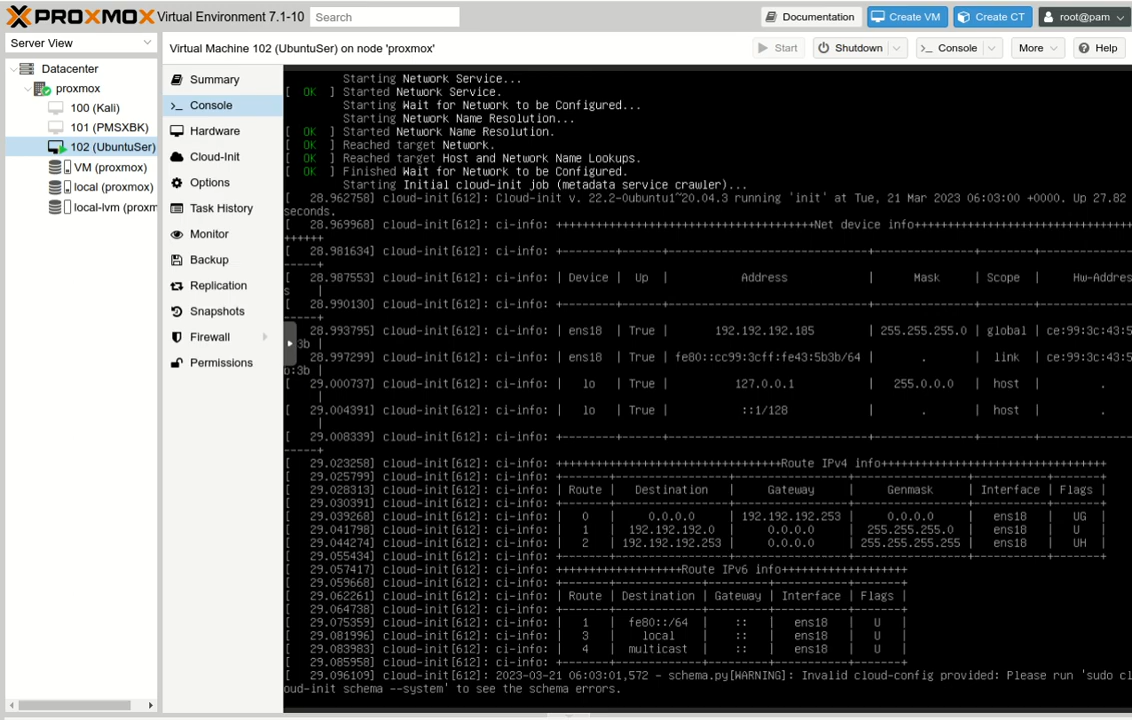 PROXMOX Virtual Environment 7.1-10 Search Documentation Create VM Create CT root@pam
Server View
Virtual Machine 102 (UbuntuSer) on node 'proxmox' Start Shutdown Console More Help
Datacenter
proxmox
100 (Kali)
101 (PMSXBK)
102 (UbuntuSer)
VM (proxmox)
local (proxmox)
local-lvm (proxm
Summary
Console
Hardware
Cloud-Init
Options
Task History
Monitor
Backup
Replication
Snapshots
Firewall
Permissions
Starting Network Service...
[ OK ] Started Network Service.
Starting Wait for Network to be Configured...
Starting Network Name Resolution...
[ OK ] Started Network Name Resolution.
[ OK ] Reached target Network.
[ OK ] Reached target Host and Network Name Lookups.
[ OK ] Finished Wait for Network to be Configured.
Starting Initial cloud-init job (metadata service crawler)...
[ 28.962758] cloud-init[612]: Cloud-init v. 22.2-0ubuntu1~20.04.3 running 'init' at Tue, 21 Mar 2023 06:03:00 +0000. Up 27.82
seconds.
[ 28.969968] cloud-init[612]: ci-info: +++++++++++++++++++++++++++++++++++++++Net device info+++++++++++++++++++++++++++++++++
++++++
[ 28.981634] cloud-init[612]: ci-info: +--------+------+------------------------------+---------------+--------+--------------
-----+
[ 28.987553] cloud-init[612]: ci-info: | Device | Up | Address | Mask | Scope | Hw-Addres
s |
[ 28.990130] cloud-init[612]: ci-info: +--------+------+------------------------------+---------------+--------+--------------
-----+
[ 28.993795] cloud-init[612]: ci-info: | ens18 | True | 192.192.192.185 | 255.255.255.0 | global | ce:99:3c:43:5
:3b |
[ 28.997299] cloud-init[612]: ci-info: | ens18 | True | fe80::cc99:3cff:fe43:5b3b/64 | . | link | ce:99:3c:43:5
b:3b |
[ 29.000737] cloud-init[612]: ci-info: | lo | True | 127.0.0.1 | 255.0.0.0 | host | .
|
[ 29.004391] cloud-init[612]: ci-info: | lo | True | ::1/128 | . | host | .
|
[ 29.008339] cloud-init[612]: ci-info: +--------+------+------------------------------+---------------+--------+--------------
-----+
[ 29.023258] cloud-init[612]: ci-info: ++++++++++++++++++++++++++++++++++Route IPv4 info++++++++++++++++++++++++++++++++++
[ 29.025799] cloud-init[612]: ci-info: +-------+-----------------+-----------------+-----------------+-----------+-------+
[ 29.028313] cloud-init[612]: ci-info: | Route | Destination | Gateway | Genmask | Interface | Flags |
[ 29.030391] cloud-init[612]: ci-info: +-------+-----------------+-----------------+-----------------+-----------+-------+
[ 29.039268] cloud-init[612]: ci-info: | 0 | 0.0.0.0 | 192.192.192.253 | 0.0.0.0 | ens18 | UG |
[ 29.041798] cloud-init[612]: ci-info: | 1 | 192.192.192.0 | 0.0.0.0 | 255.255.255.0 | ens18 | U |
[ 29.044274] cloud-init[612]: ci-info: | 2 | 192.192.192.253 | 0.0.0.0 | 255.255.255.255 | ens18 | UH |
[ 29.055434] cloud-init[612]: ci-info: +-------+-----------------+-----------------+-----------------+-----------+-------+
[ 29.057417] cloud-init[612]: ci-info: +++++++++++++++++++Route IPv6 info+++++++++++++++++++
[ 29.059668] cloud-init[612]: ci-info: +-------+-------------+---------+-----------+-------+
[ 29.062261] cloud-init[612]: ci-info: | Route | Destination | Gateway | Interface | Flags |
[ 29.064738] cloud-init[612]: ci-info: +-------+-------------+---------+-----------+-------+
[ 29.075359] cloud-init[612]: ci-info: | 1 | fe80::/64 | :: | ens18 | U |
[ 29.081996] cloud-init[612]: ci-info: | 3 | local | :: | ens18 | U |
[ 29.083983] cloud-init[612]: ci-info: | 4 | multicast | :: | ens18 | U |
[ 29.085958] cloud-init[612]: ci-info: +-------+-------------+---------+-----------+-------+
[ 29.096109] cloud-init[612]: 2023-03-21 06:03:01,572 - schema.py[WARNING]: Invalid cloud-config provided: Please run 'sudo cl
oud-init schema --system' to see the schema errors.